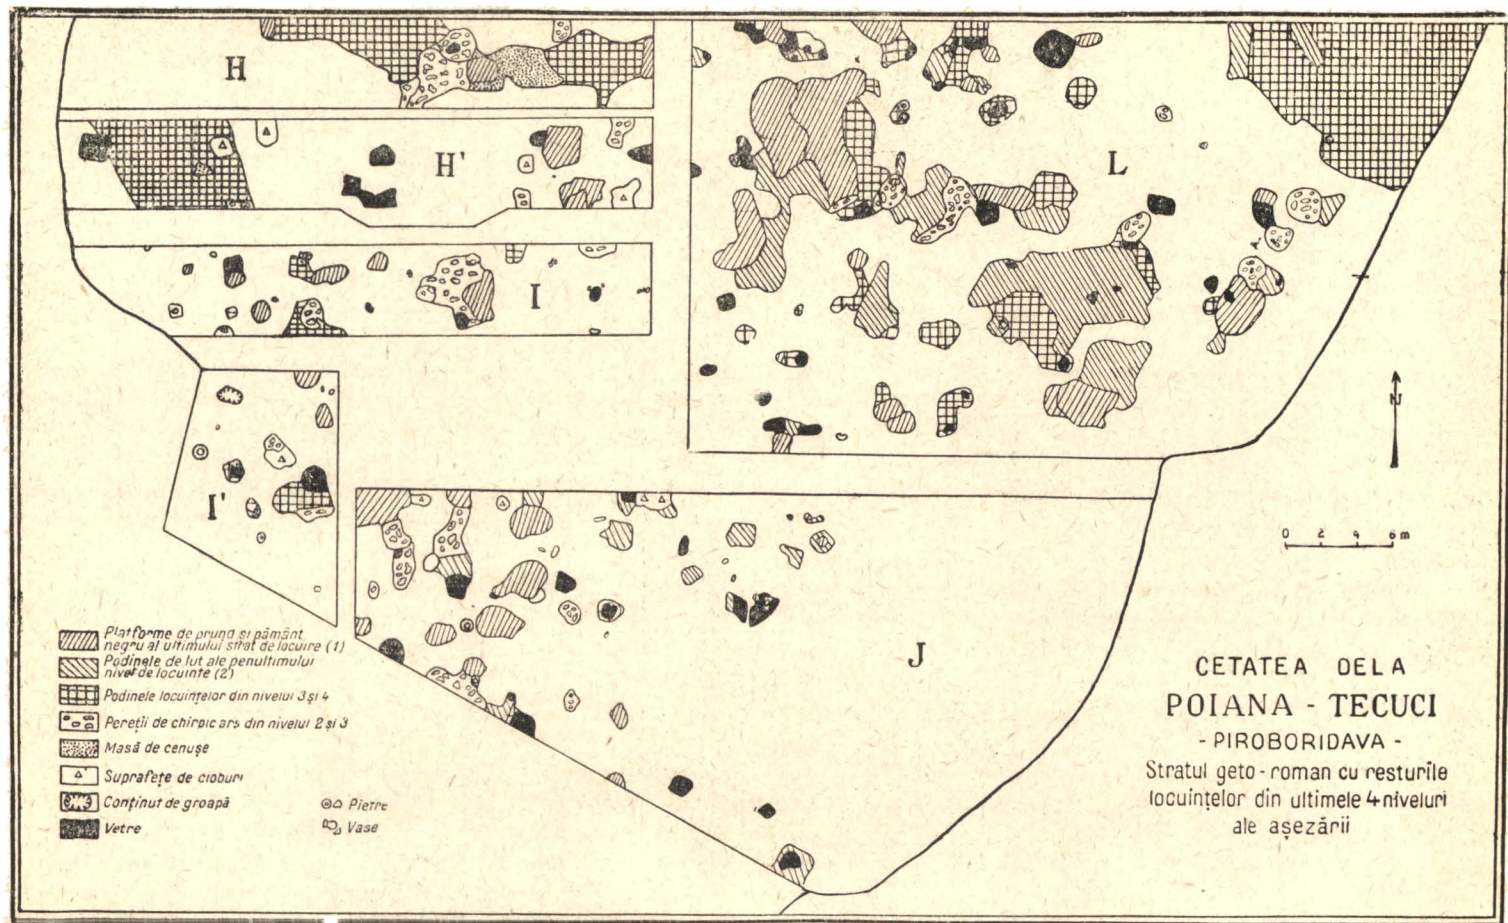 H
H'
L
I
I'
J
N
0 2 4 6 m
Platforme de prund și pământ
negru al ultimului strat de locuire (1)
Podinele de lut ale penultimului
nivel de locuințe (2)
Podinele locuințelor din nivelul 3 și 4
Pereții de chirpic ars din nivelul 2 și 3
Masă de cenușe
Suprafețe de cioburi
Conținut de groapă
Vetre
Pietre
Vase
CETATEA DELA
POIANA - TECUCI
- PIROBORIDAVA -
Stratul geto-roman cu resturile
locuințelor din ultimele 4 niveluri
ale așezării